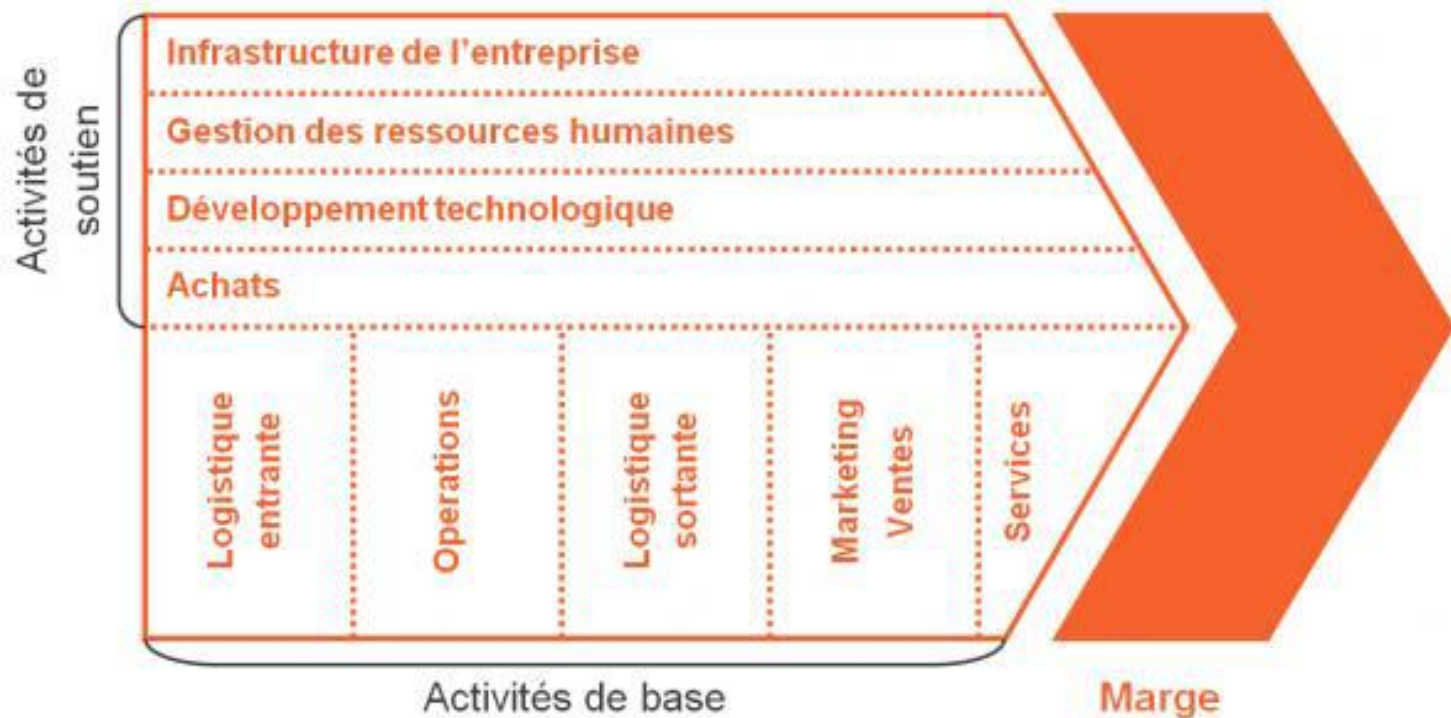 Activités de
soutien
Infrastructure de l'entreprise
Gestion des ressources humaines
Développement technologique
Achats
Logistique
entrante
Operations
Logistique
sortante
Marketing
Ventes
Services
Activités de base
Marge